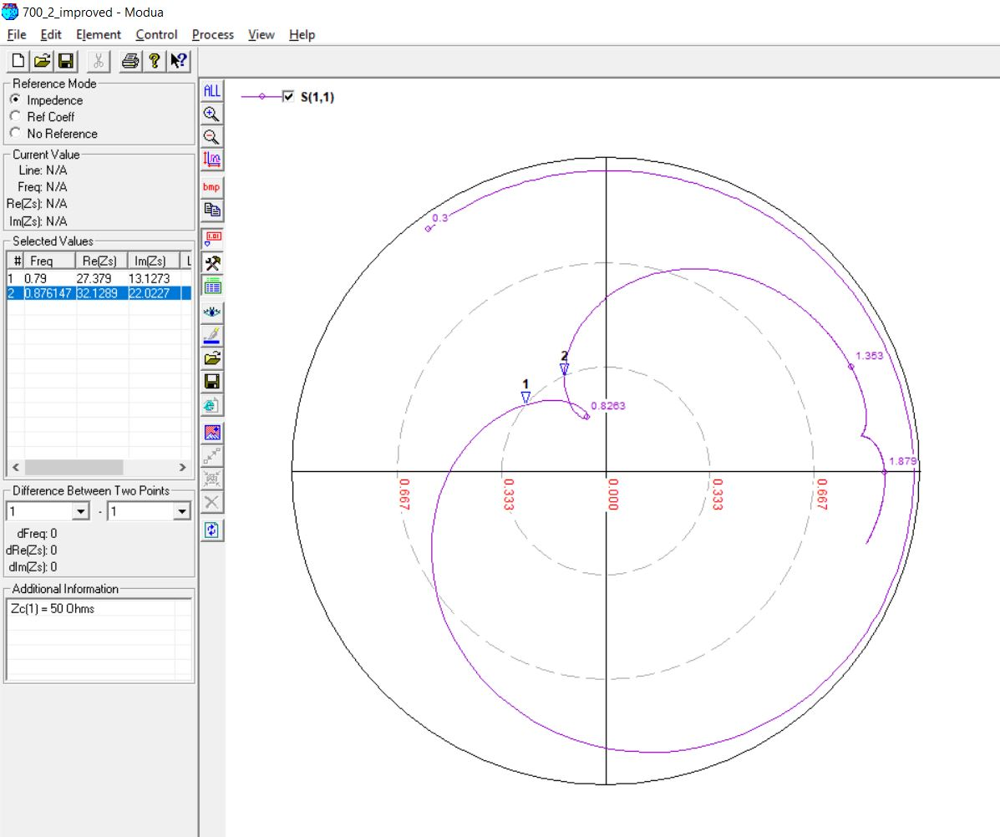 700_2_improved - Modua
File Edit Element Control Process View Help
Reference Mode
Impedence
Ref Coeff
No Reference
Current Value
Line: N/A
Freq: N/A
Re(Zs): N/A
Im(Zs): N/A
Selected Values
# Freq Re(Zs) Im(Zs) L
1 0.79 27.379 13.1273
2 0.876147 32.1289 22.0227
Difference Between Two Points
1 - 1
dFreq: 0
dRe(Zs): 0
dIm(Zs): 0
Additional Information
Zc(1) = 50 Ohms
ALL
bmp
1.01
S(1,1)
0.3
1.353
2
1
0.8263
1.879
0.667
0.333
0.000
0.333
0.667